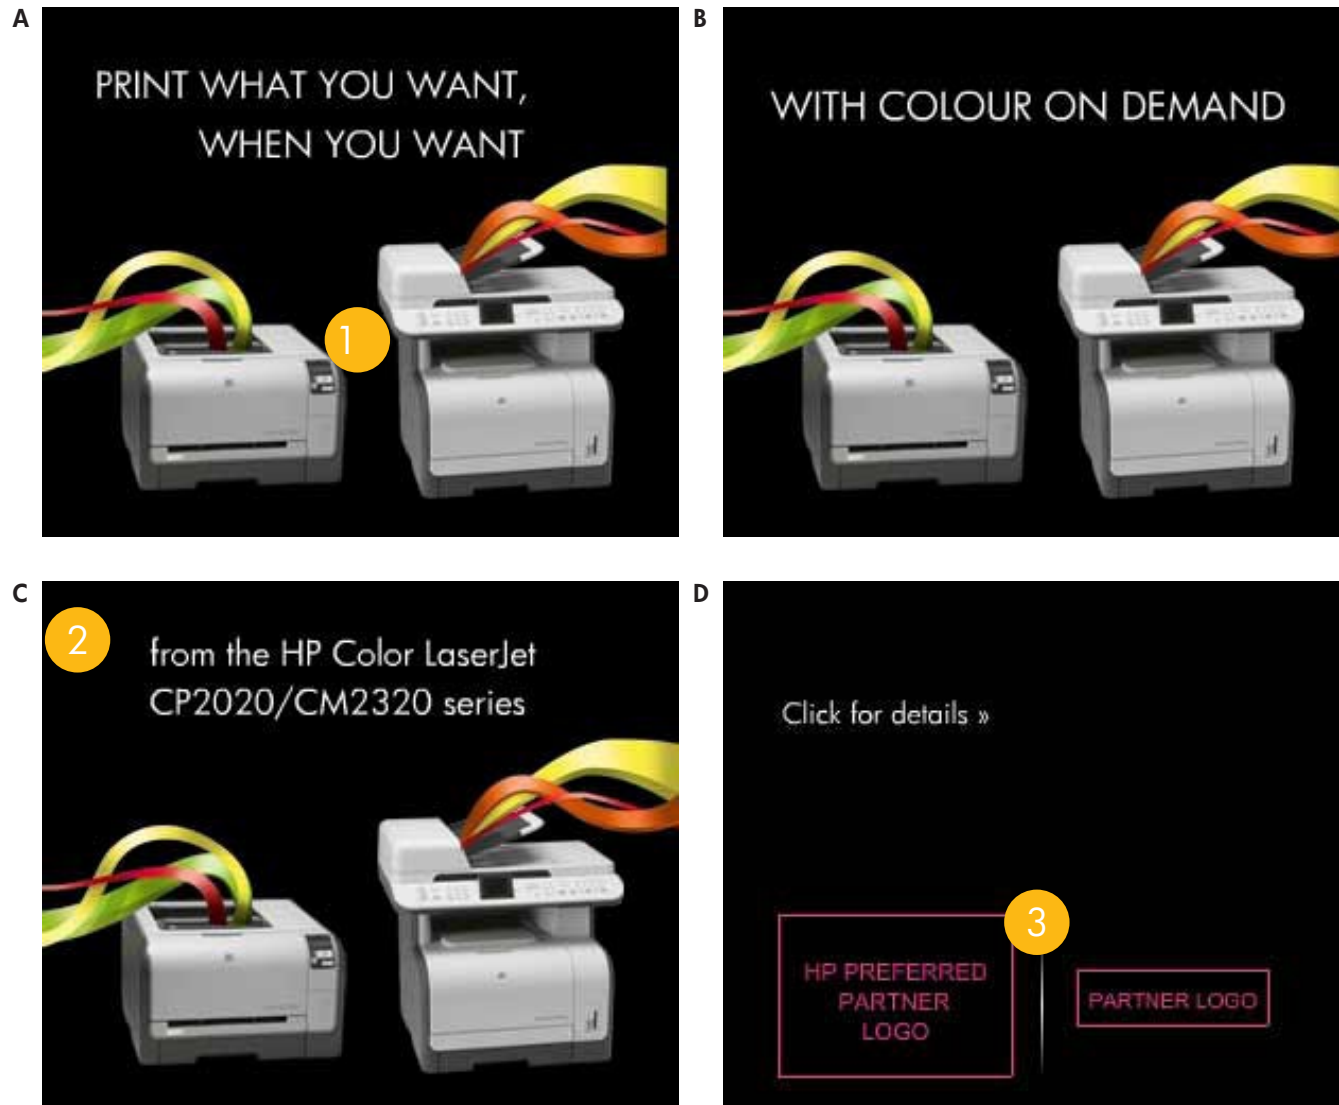 A
PRINT WHAT YOU WANT,
WHEN YOU WANT
1
B
WITH COLOUR ON DEMAND
C
2
from the HP Color LaserJet
CP2020/CM2320 series
D
Click for details »
3
HP PREFERRED
PARTNER
LOGO
PARTNER LOGO